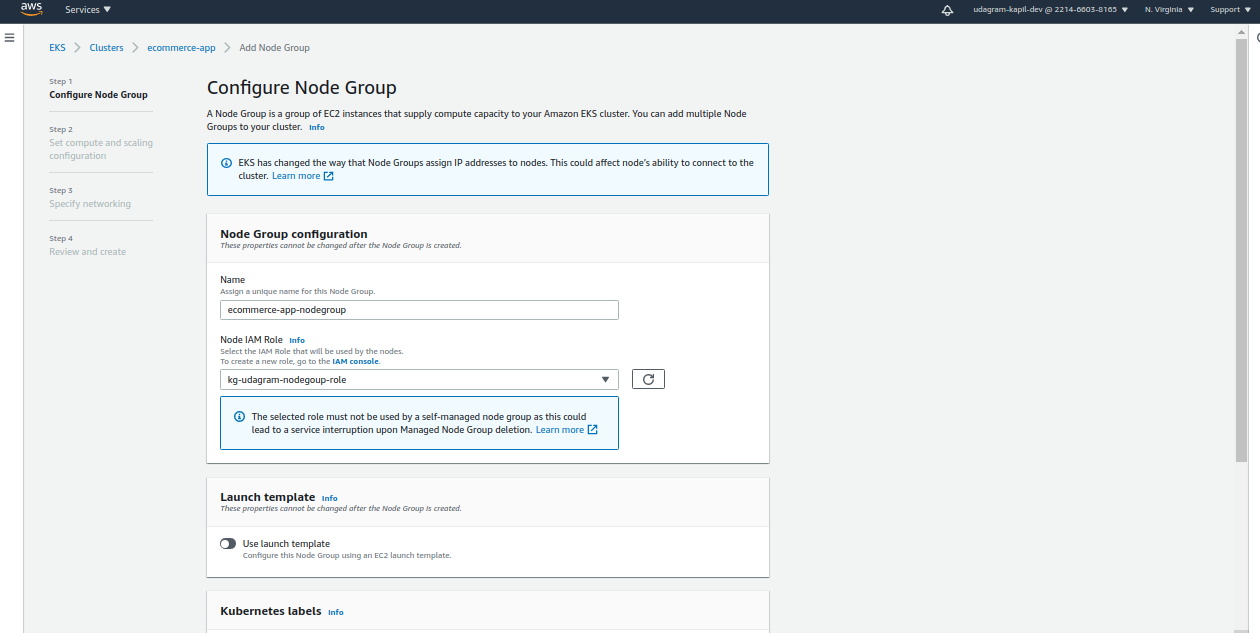 aws Services udagram-kapil-dev @ 2214-6603-8165 N. Virginia Support
EKS Clusters ecommerce-app Add Node Group
Step 1
Configure Node Group
Step 2
Set compute and scaling
configuration
Step 3
Specify networking
Step 4
Review and create
Configure Node Group
A Node Group is a group of EC2 instances that supply compute capacity to your Amazon EKS cluster. You can add multiple Node
Groups to your cluster. Info
EKS has changed the way that Node Groups assign IP addresses to nodes. This could affect node's ability to connect to the
cluster. Learn more
Node Group configuration
These properties cannot be changed after the Node Group is created.
Name
Assign a unique name for this Node Group.
ecommerce-app-nodegroup
Node IAM Role Info
Select the IAM Role that will be used by the nodes.
To create a new role, go to the IAM console.
kg-udagram-nodegoup-role
The selected role must not be used by a self-managed node group as this could
lead to a service interruption upon Managed Node Group deletion. Learn more
Launch template Info
These properties cannot be changed after the Node Group is created.
Use launch template
Configure this Node Group using an EC2 launch template.
Kubernetes labels Info